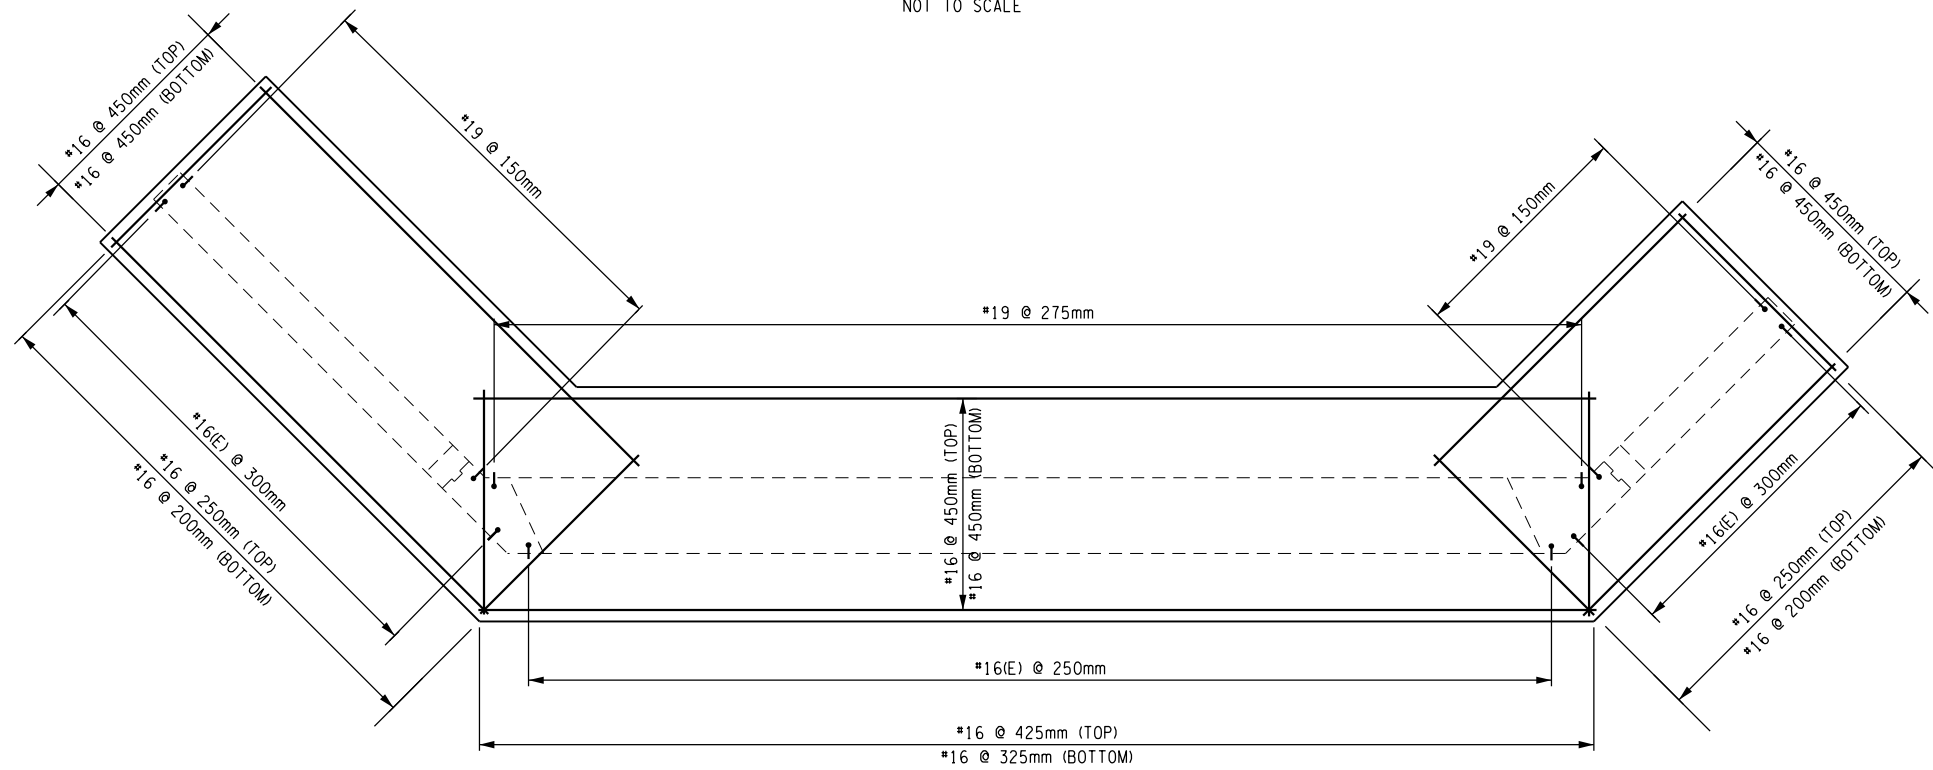 NOT TO SCALE
#16 @ 450mm (TOP)
#16 @ 450mm (BOTTOM)
#19 @ 150mm
#19 @ 150mm
#16 @ 450mm (TOP)
#16 @ 450mm (BOTTOM)
#19 @ 275mm
#16(E) @ 300mm
#16 @ 250mm (TOP)
#16 @ 200mm (BOTTOM)
#16 @ 450mm (TOP)
#16 @ 450mm (BOTTOM)
#16(E) @ 300mm
#16 @ 250mm (TOP)
#16 @ 200mm (BOTTOM)
#16(E) @ 250mm
#16 @ 425mm (TOP)
#16 @ 325mm (BOTTOM)